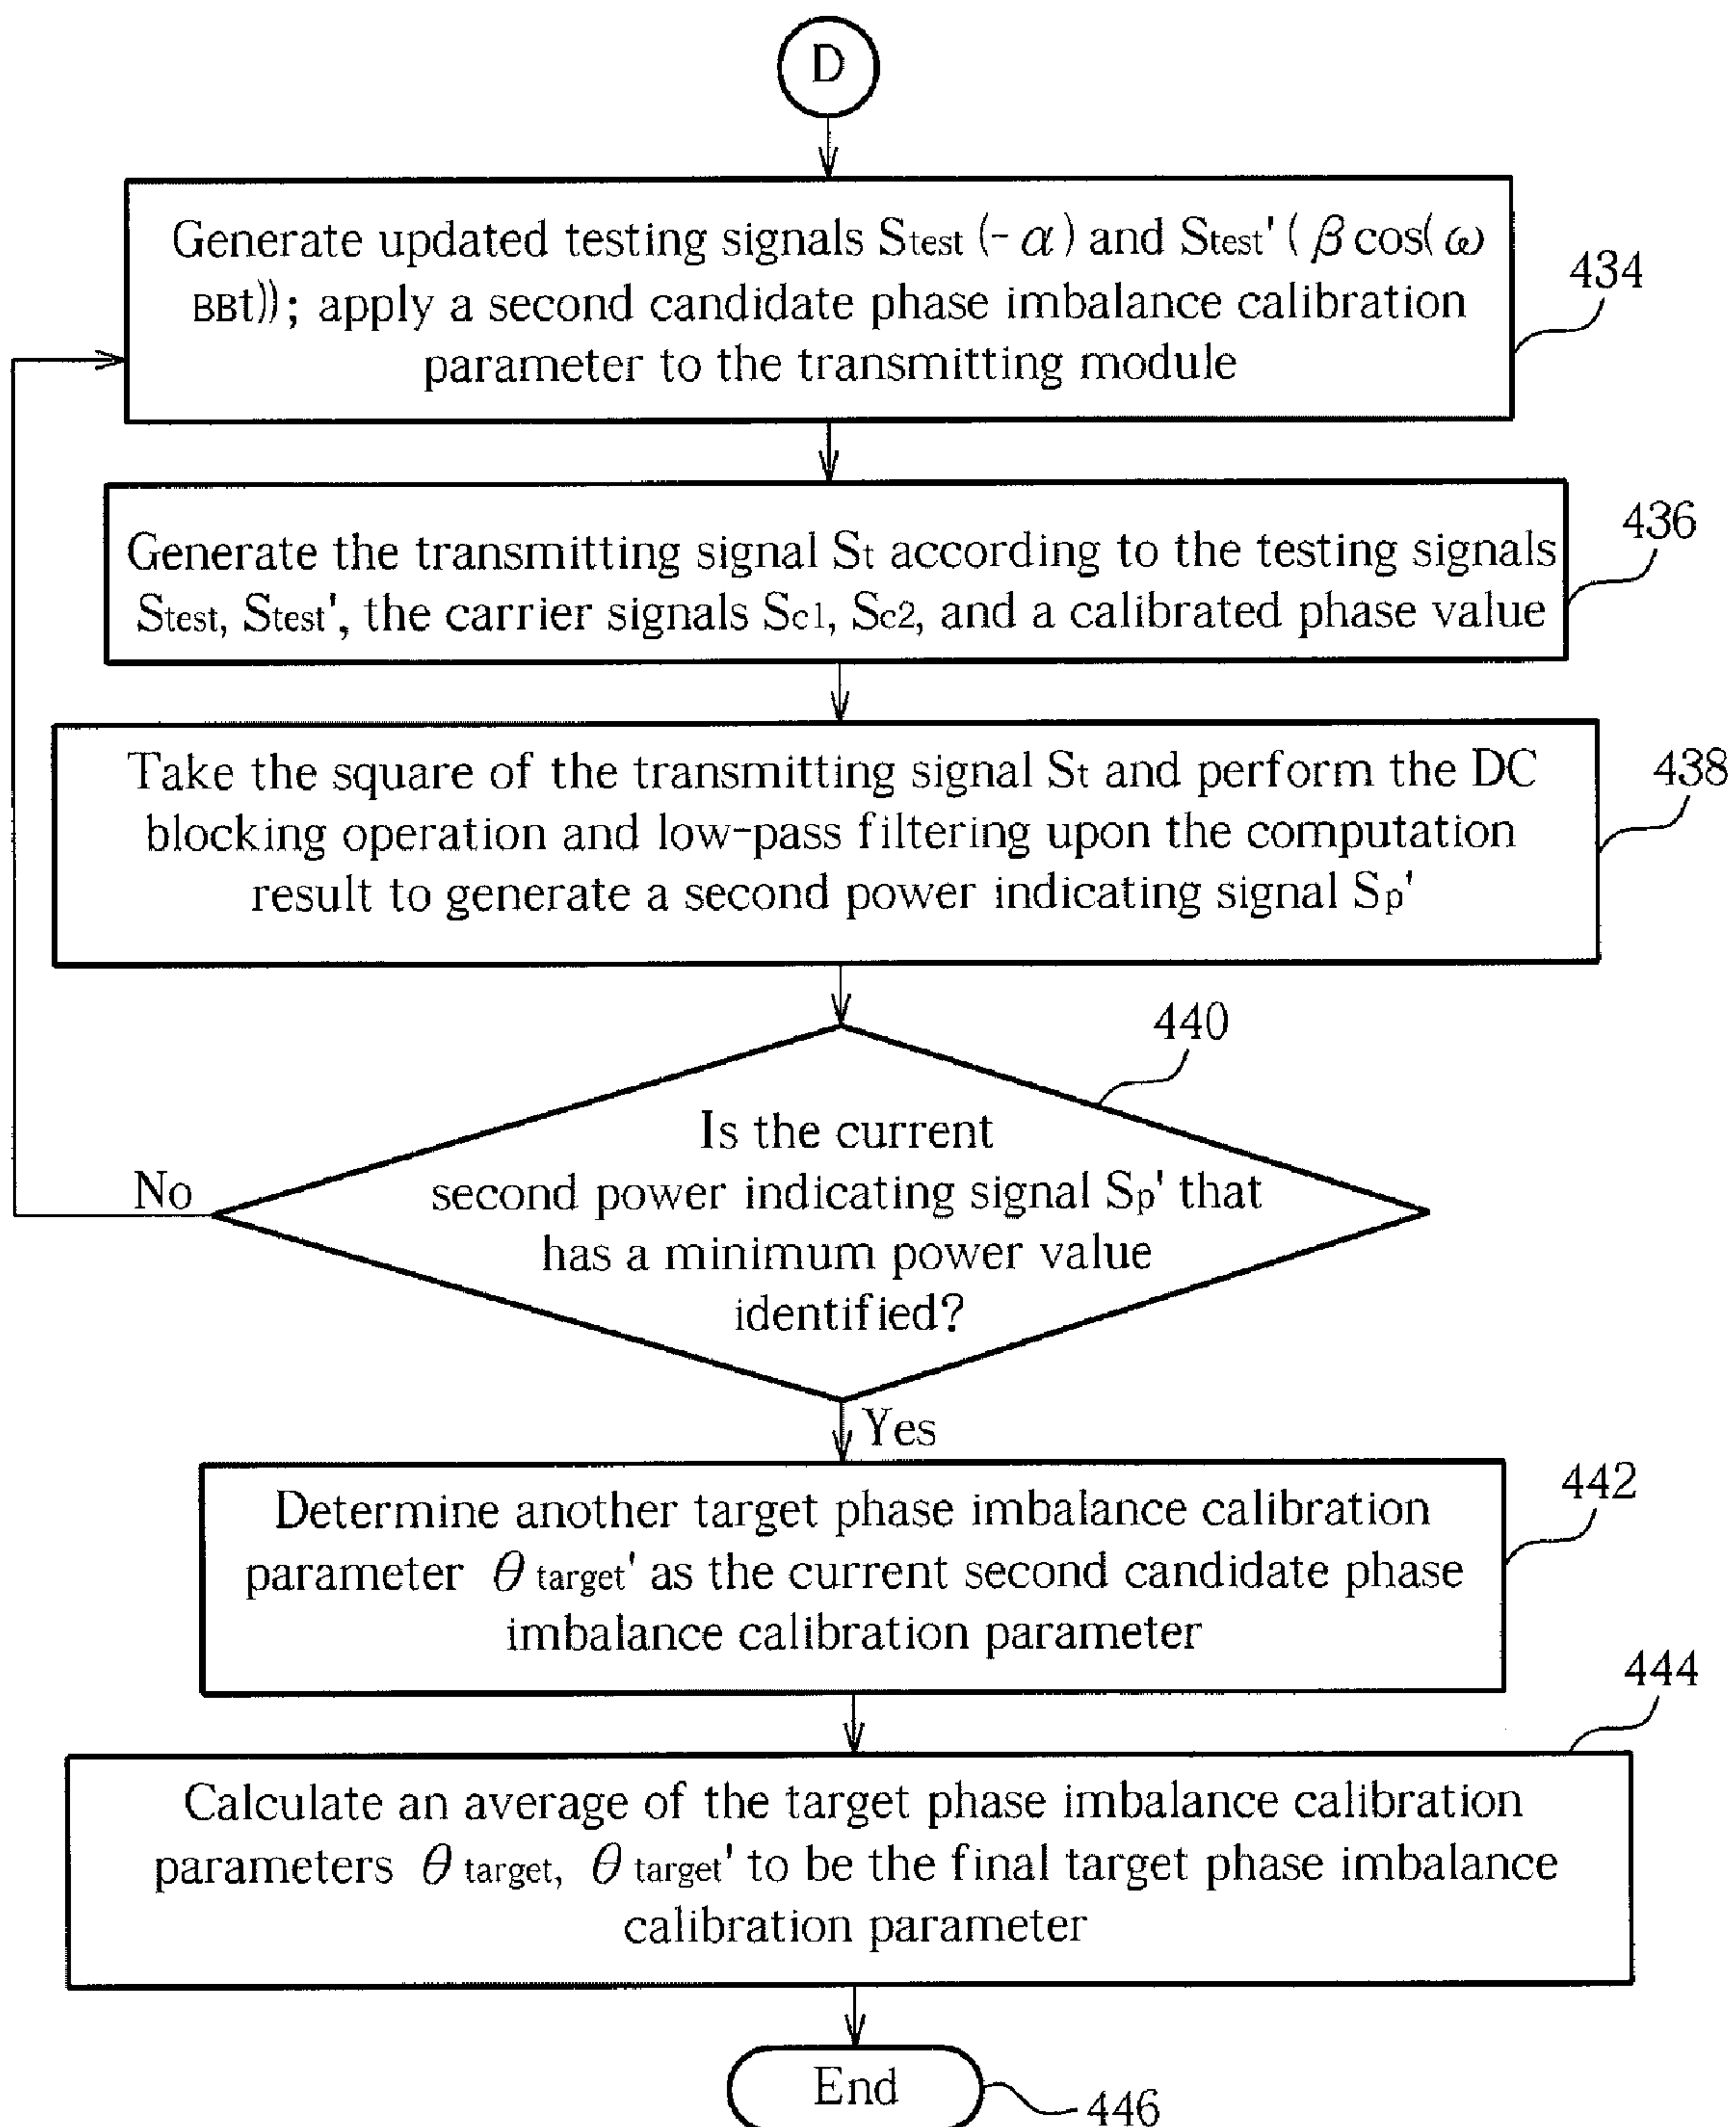 D
Generate updated testing signals Stest (- α) and Stest' ( β cos( ω
BBt)); apply a second candidate phase imbalance calibration
parameter to the transmitting module
434
Generate the transmitting signal St according to the testing signals
Stest, Stest', the carrier signals Sc1, Sc2, and a calibrated phase value
436
Take the square of the transmitting signal St and perform the DC
blocking operation and low-pass filtering upon the computation
result to generate a second power indicating signal Sp'
438
440
Is the current
second power indicating signal Sp' that
has a minimum power value
identified?
No
Yes
Determine another target phase imbalance calibration
parameter θ target' as the current second candidate phase
imbalance calibration parameter
442
444
Calculate an average of the target phase imbalance calibration
parameters θ target, θ target' to be the final target phase imbalance
calibration parameter
End
446